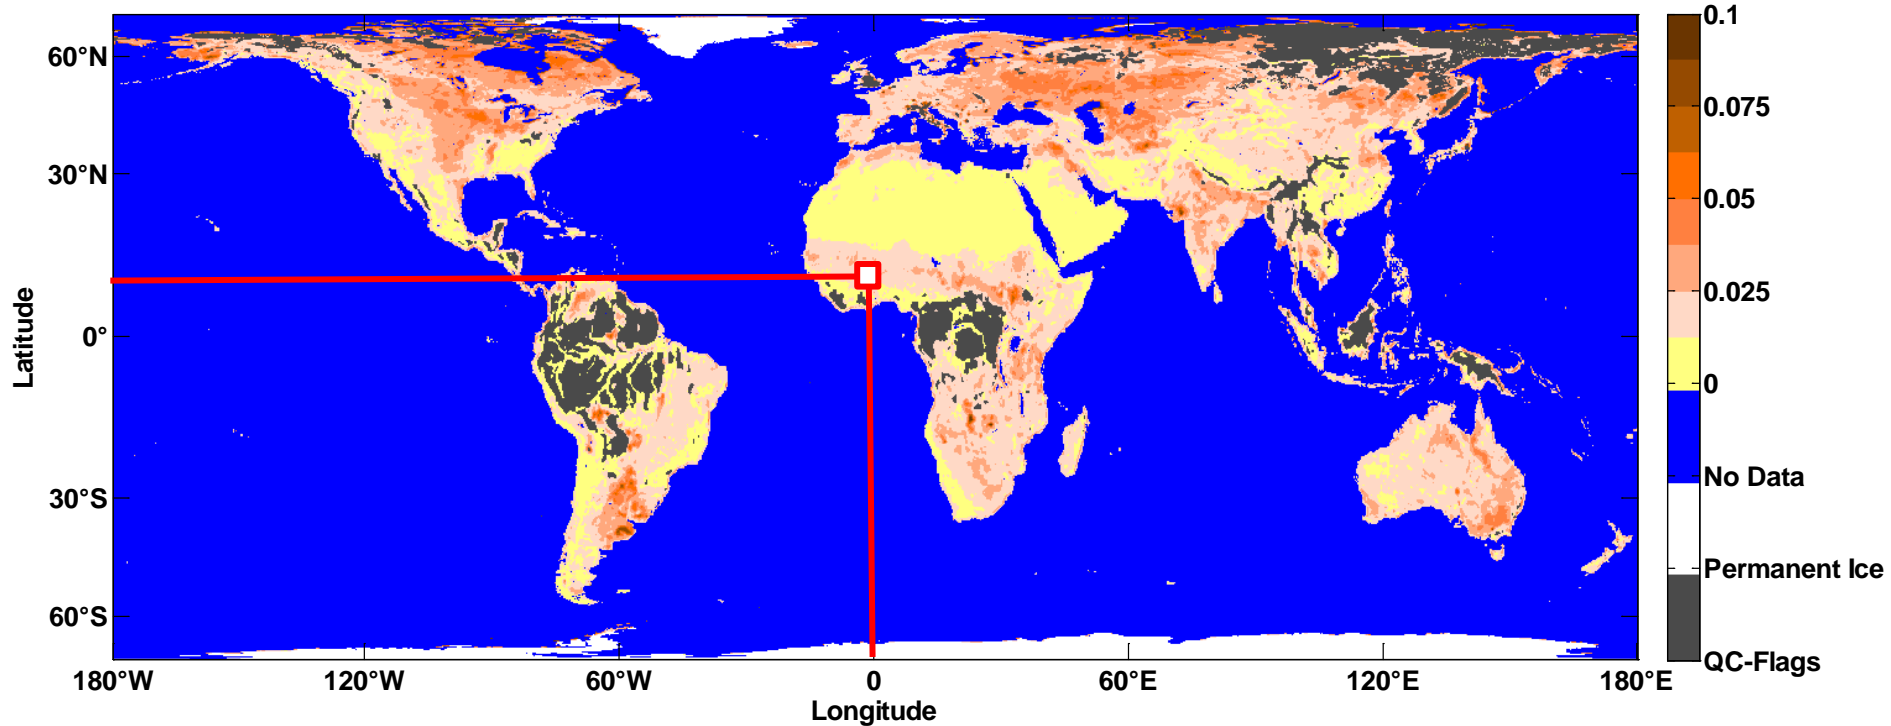 60°N
30°N
0°
30°S
60°S
Latitude
180°W
120°W
60°W
0
60°E
120°E
180°E
Longitude
0.1
0.075
0.05
0.025
0
No Data
Permanent Ice
QC-Flags